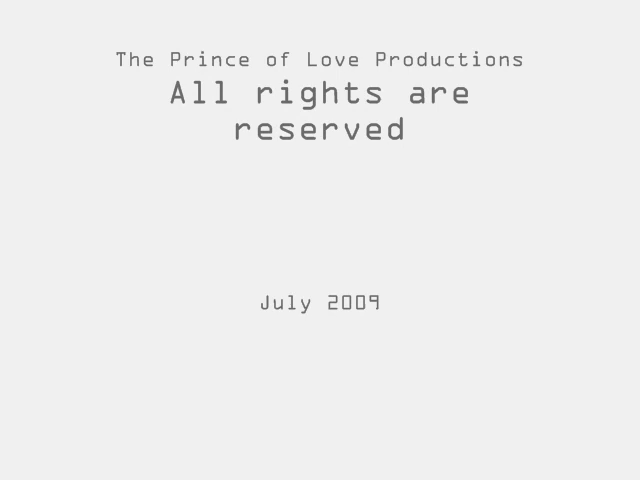 The Prince of Love Productions
All rights are
reserved
July 2009